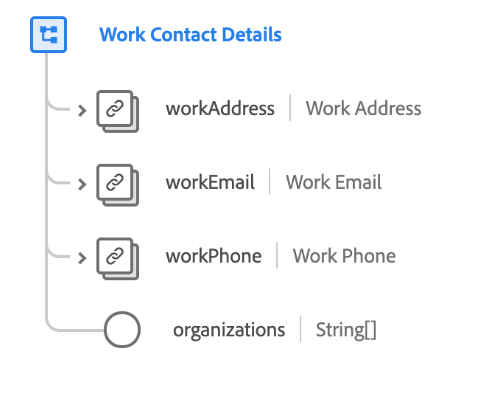 Work Contact Details
workAddress | Work Address
workEmail | Work Email
workPhone | Work Phone
organizations | String[]